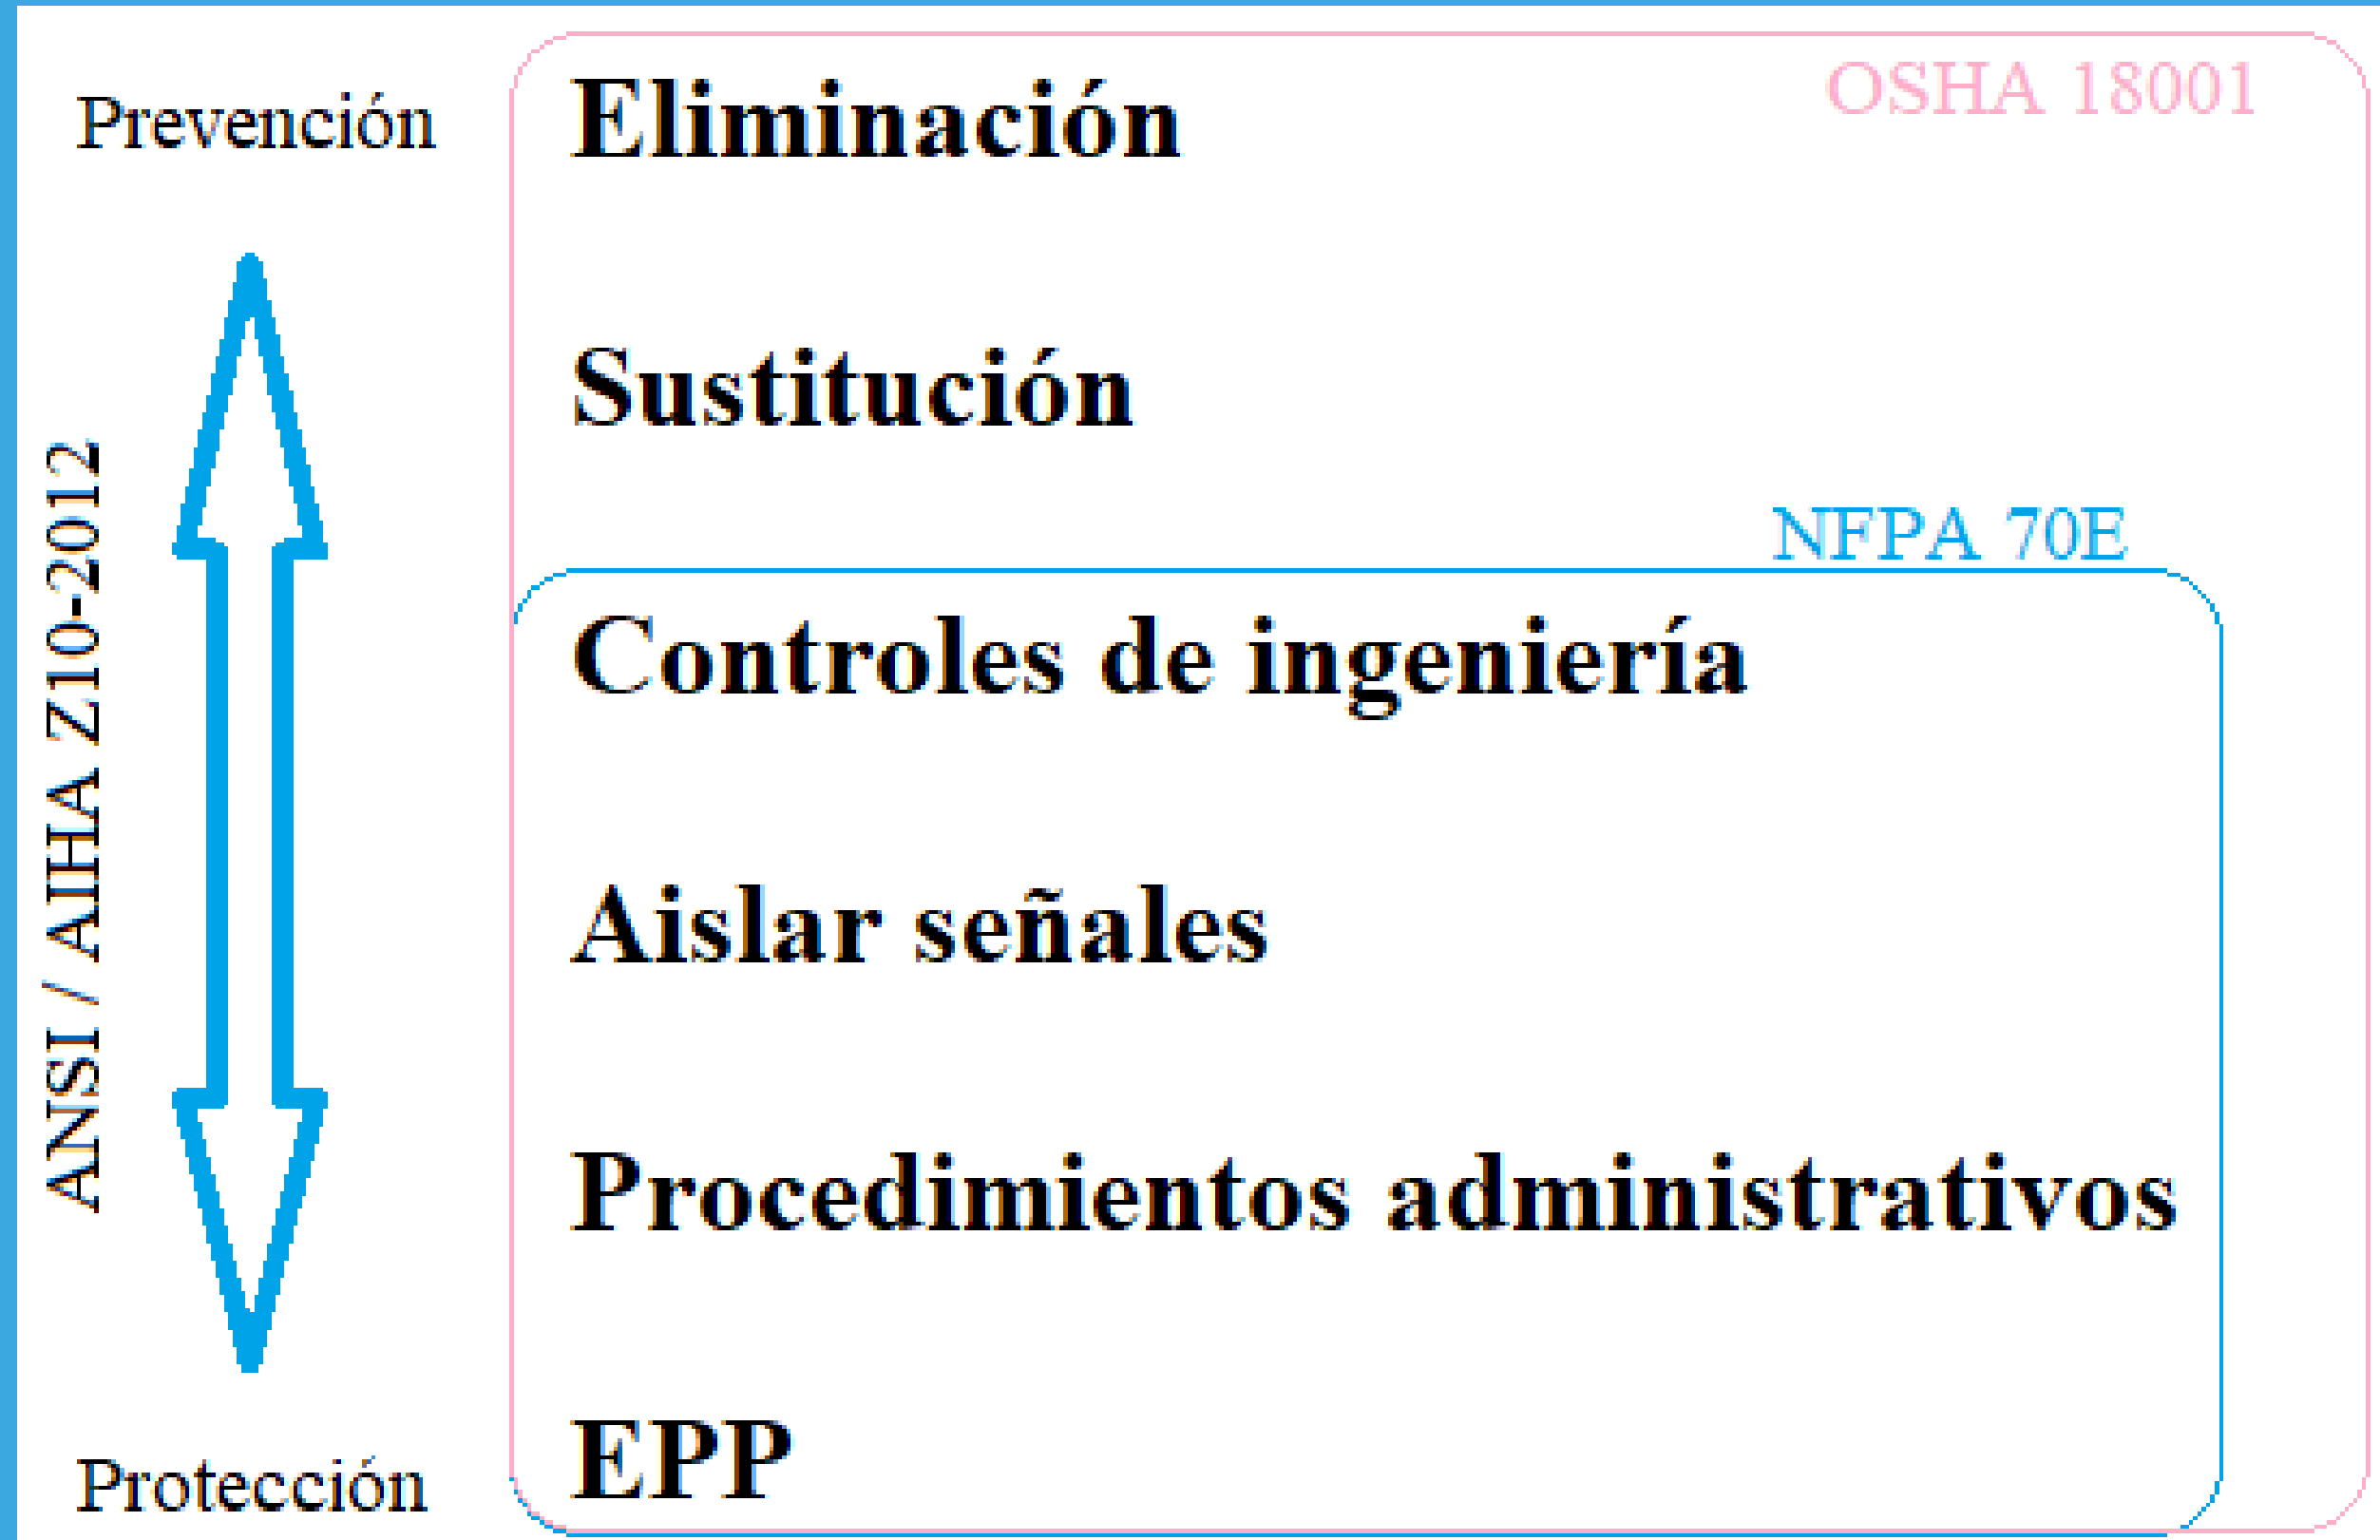 Prevención
ANSI / AIHA Z10-2012
Protección
OSHA 18001
Eliminación
Sustitución
NFPA 70E
Controles de ingeniería
Aislar señales
Procedimientos administrativos
EPP